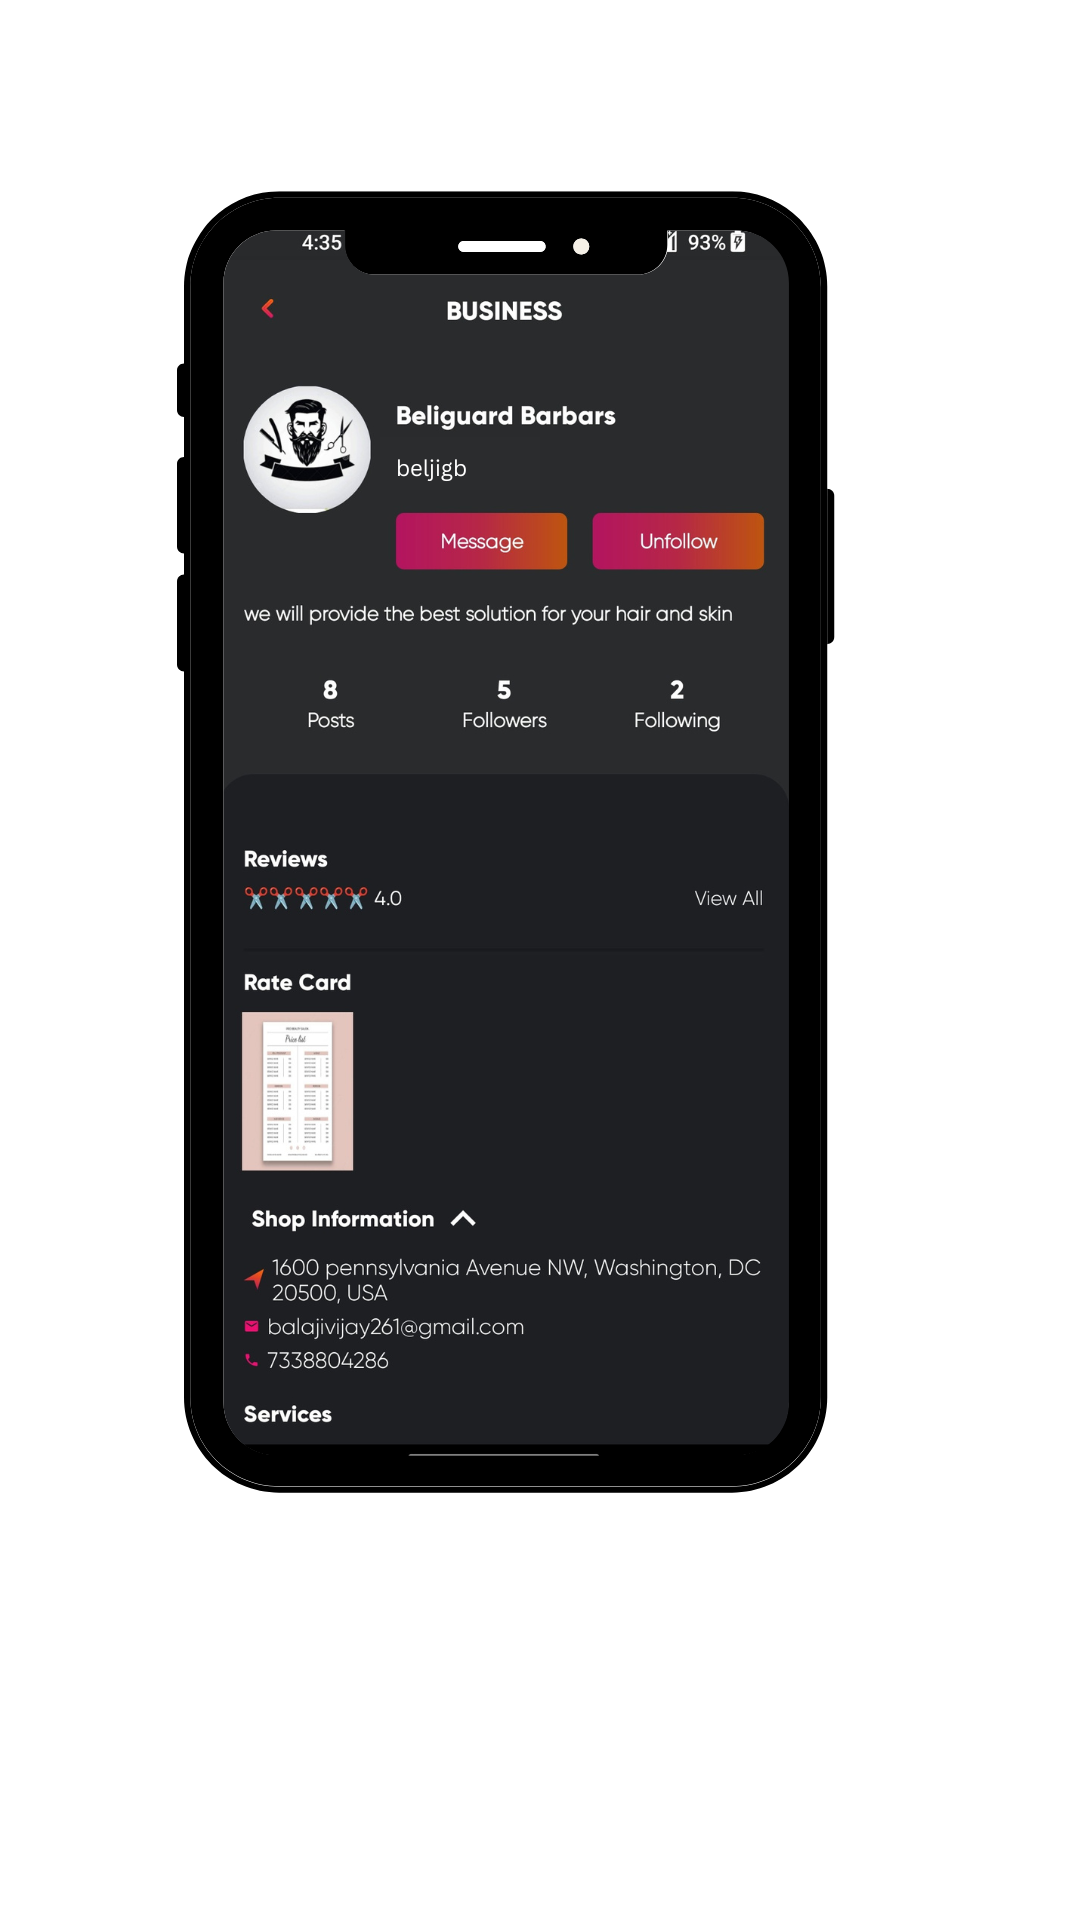 4:35
93%
BUSINESS
Beliguard Barbars
beljigb
Message
Unfollow
we will provide the best solution for your hair and skin
8
Posts
5
Followers
2
Following
Reviews
4.0
View All
Rate Card
Price list
Shop Information
1600 pennsylvania Avenue NW, Washington, DC
20500, USA
balajivijay261@gmail.com
7338804286
Services